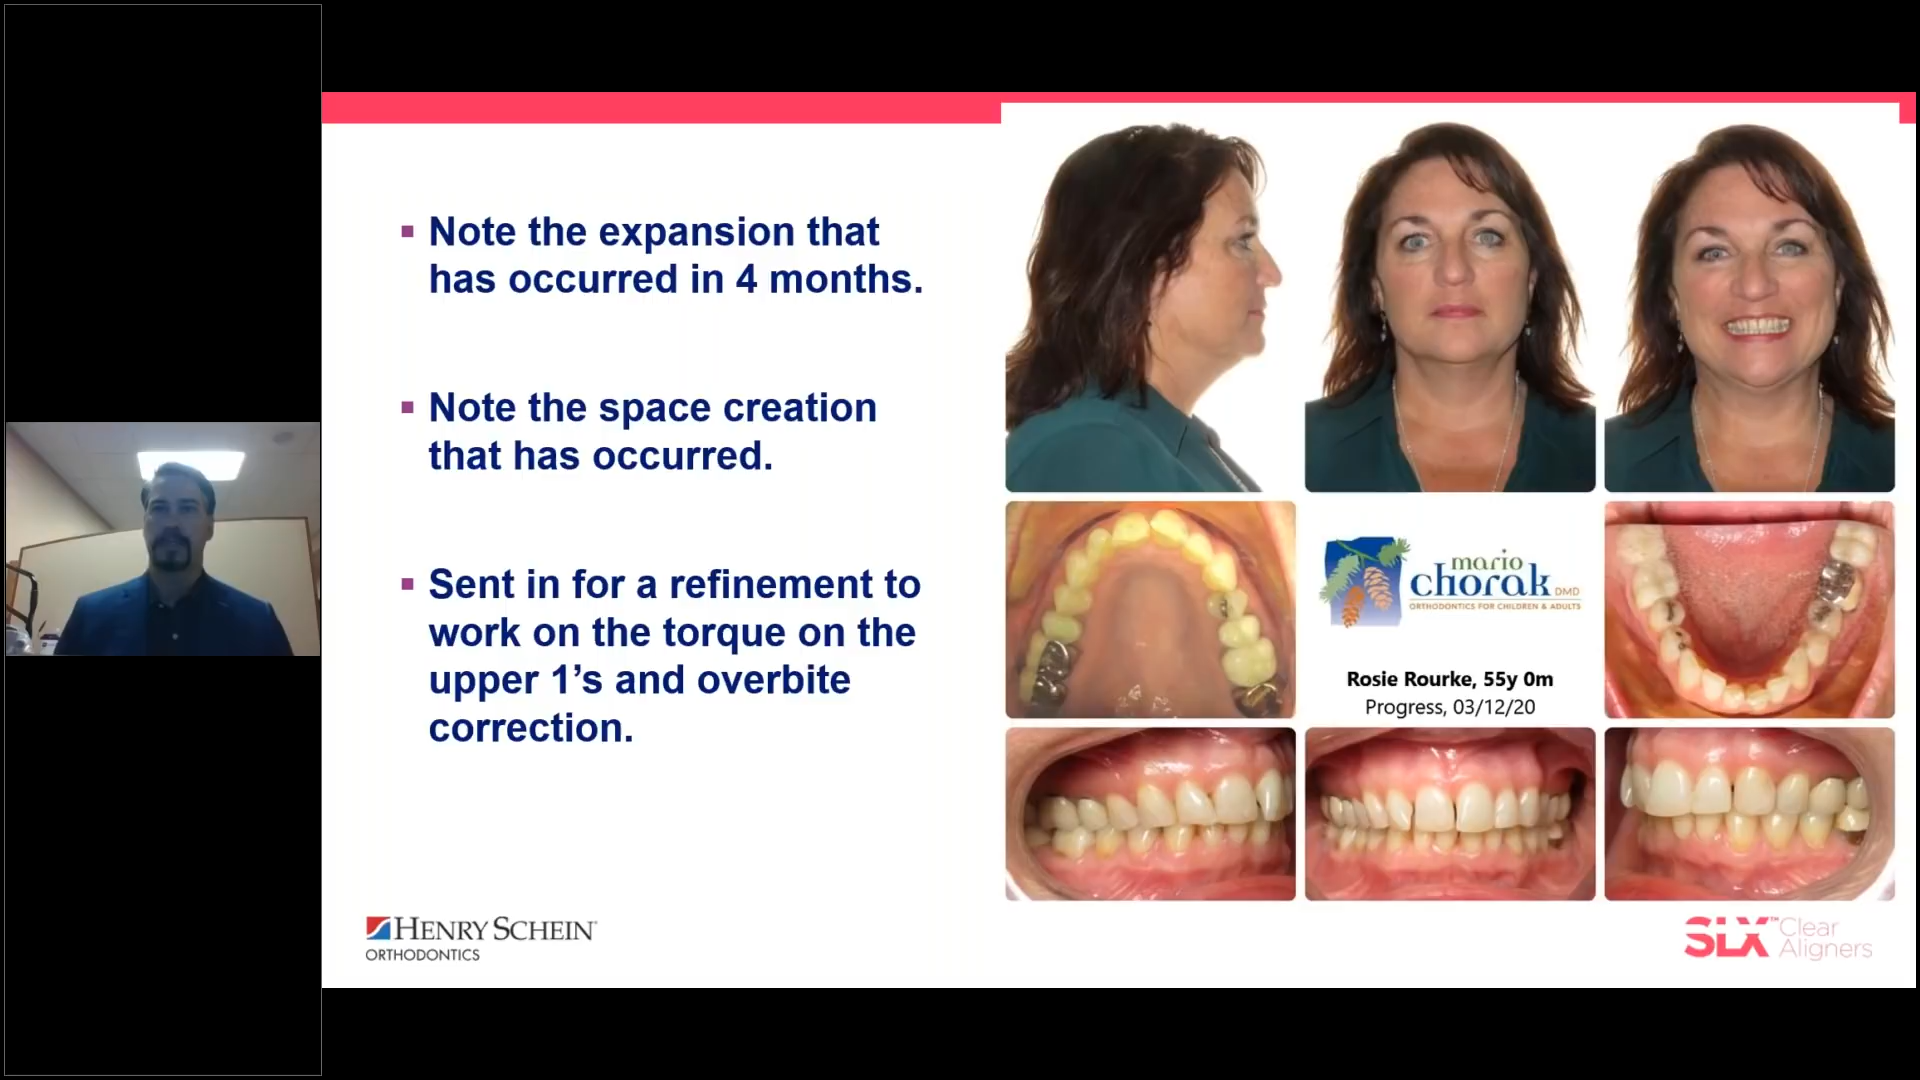 ▪ Note the expansion that
has occurred in 4 months.
▪ Note the space creation
that has occurred.
▪ Sent in for a refinement to
work on the torque on the
upper 1’s and overbite
correction.
mario
chorak DMD
ORTHODONTICS FOR CHILDREN & ADULTS
Rosie Rourke, 55y 0m
Progress, 03/12/20
HENRY SCHEIN®
ORTHODONTICS
SLX™ Clear
Aligners